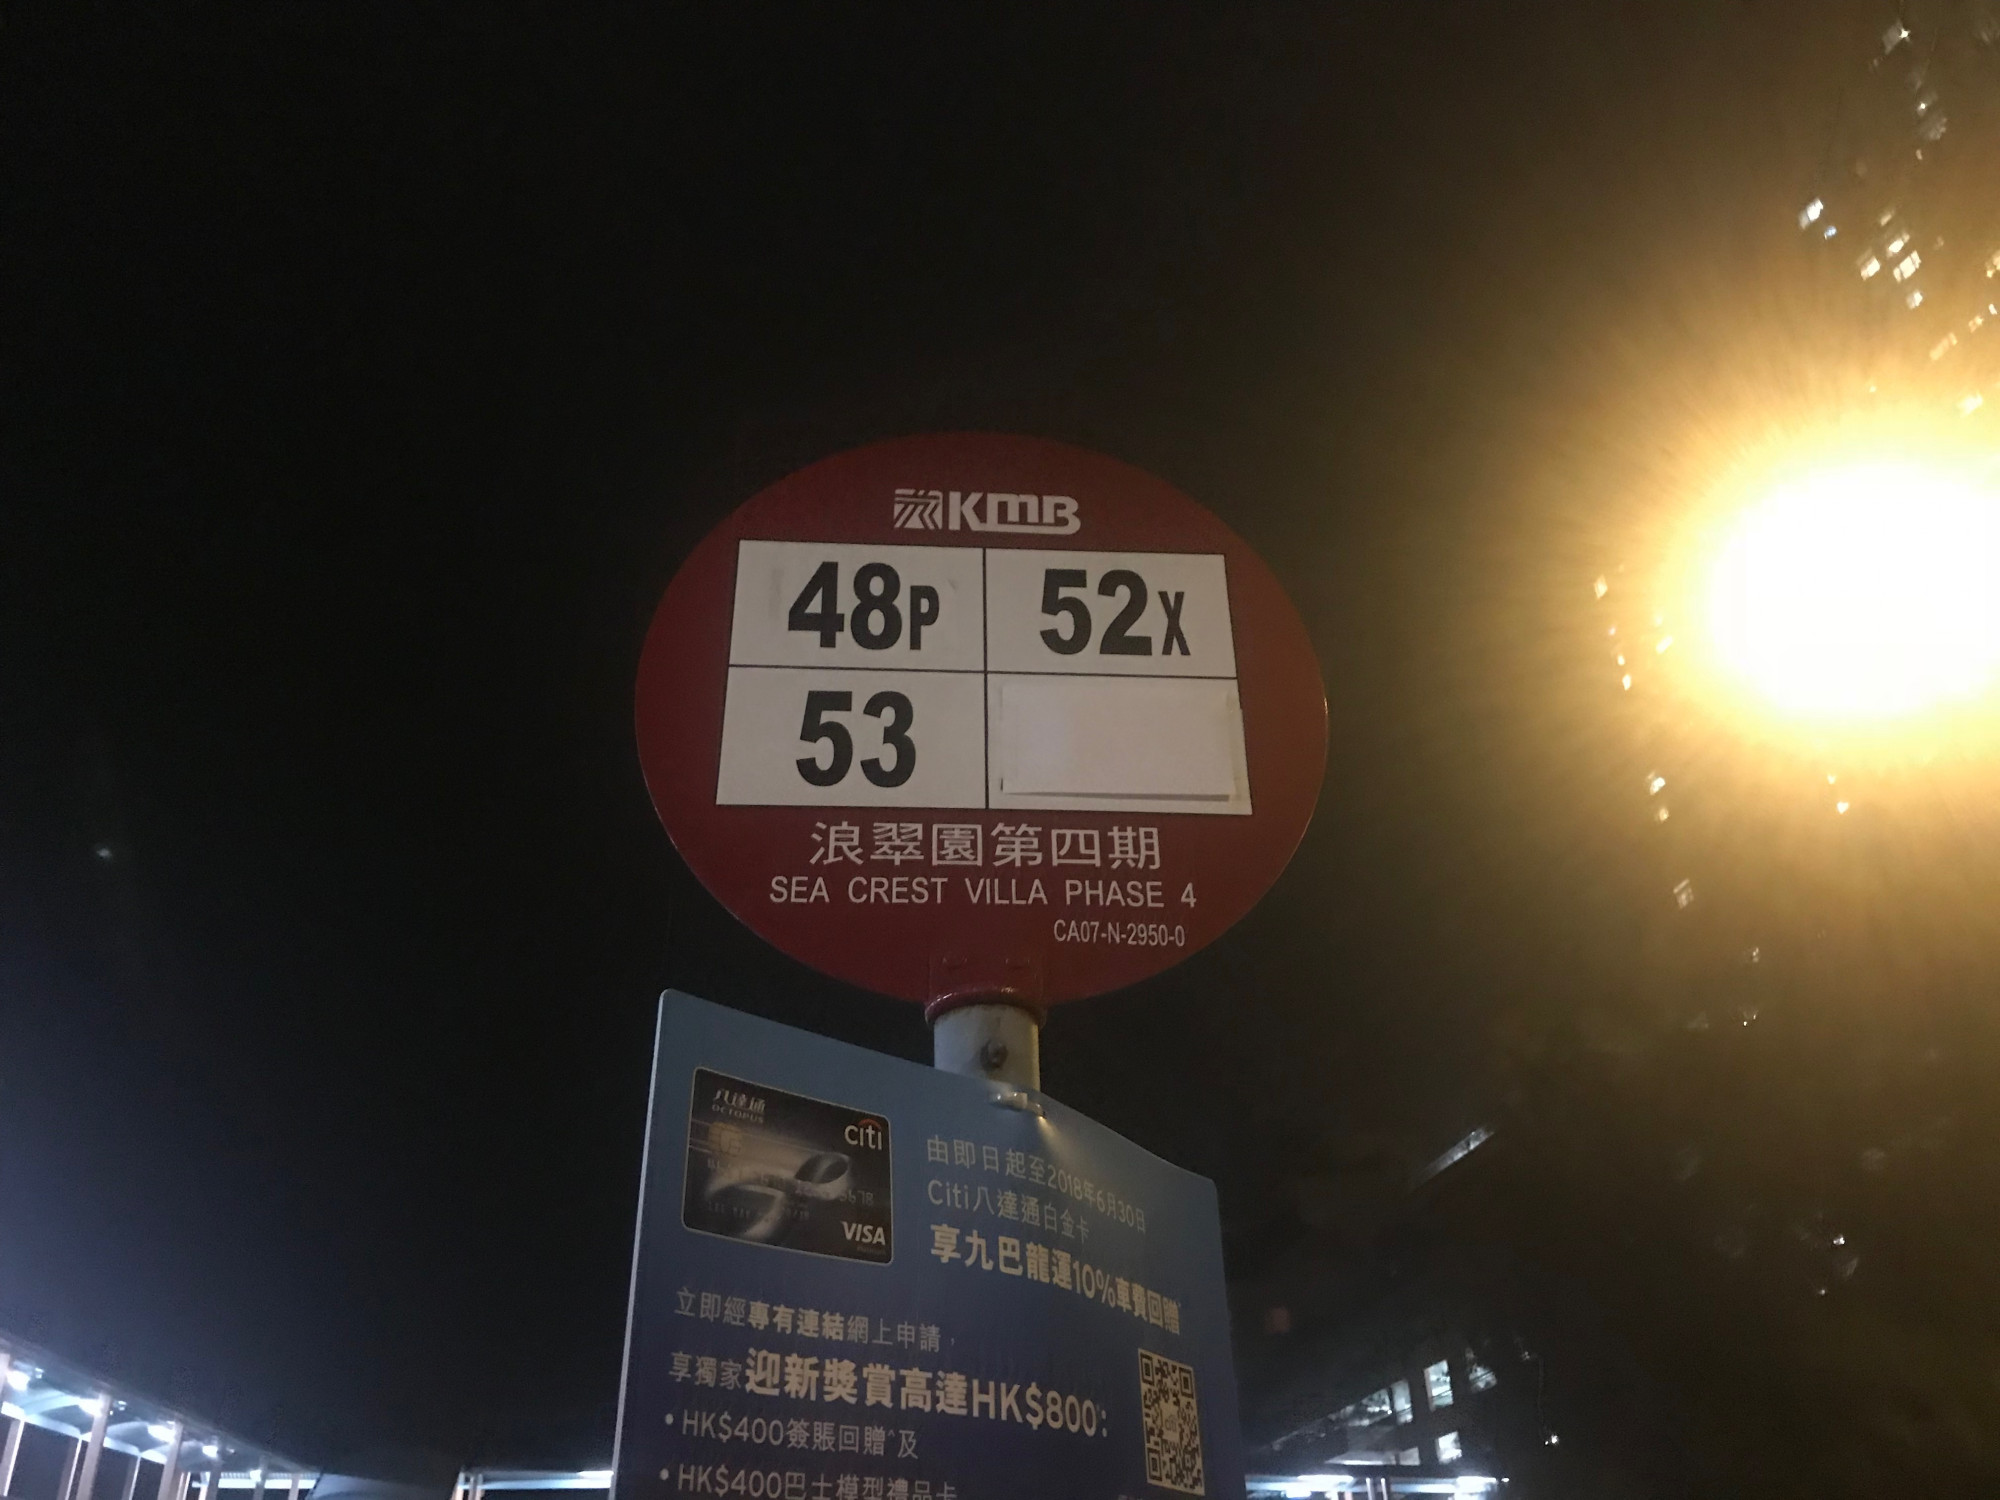 KMB
48P 52X
53
浪翠園第四期
SEA CREST VILLA PHASE 4
CA07-N-2950-0
八達通
OCTOPUS
citi
VISA
由即日起至2018年6月30日
Citi八達通白金卡
享九巴龍運10%車費回贈
立即經專有連結網上申請，
享獨家迎新獎賞高達HK$800:
• HK$400簽賬回贈^及
• HK$400巴士模型禮品卡